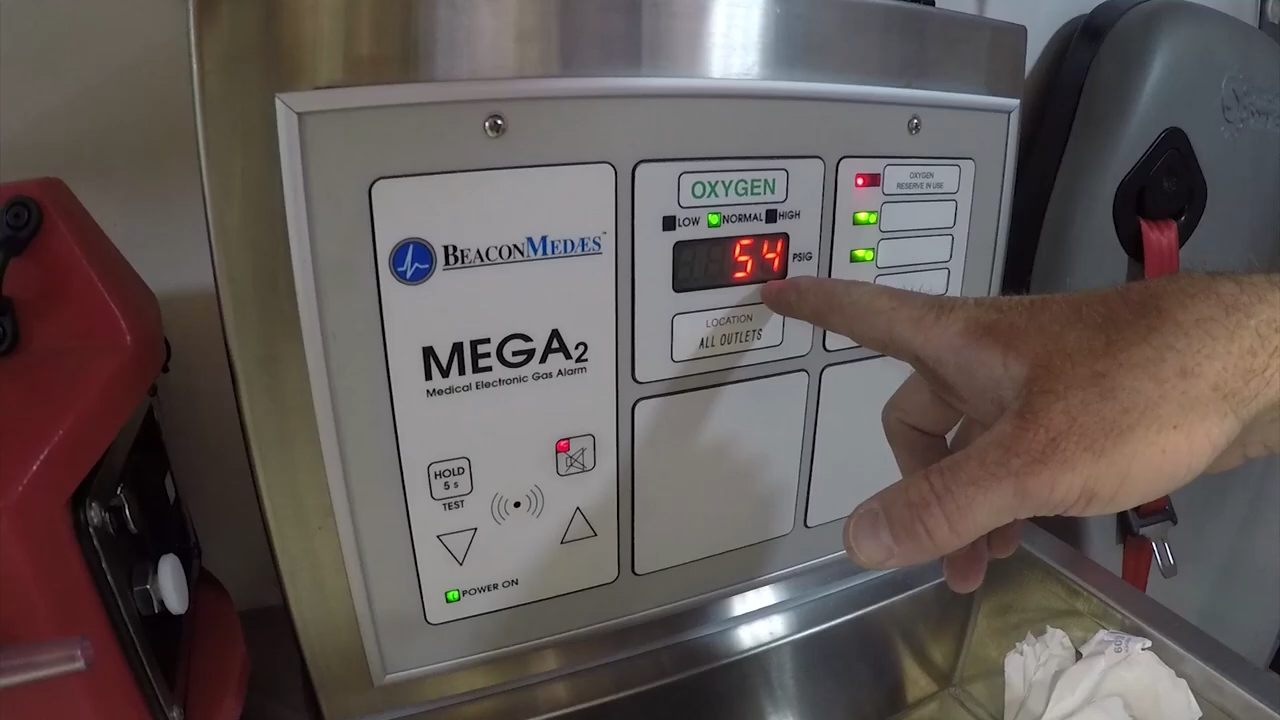 BEACONMEDÆS™
MEGA2
Medical Electronic Gas Alarm
HOLD
5 s
TEST
POWER ON
OXYGEN
LOW NORMAL HIGH
54 PSIG
LOCATION
ALL OUTLETS
OXYGEN
RESERVE IN USE